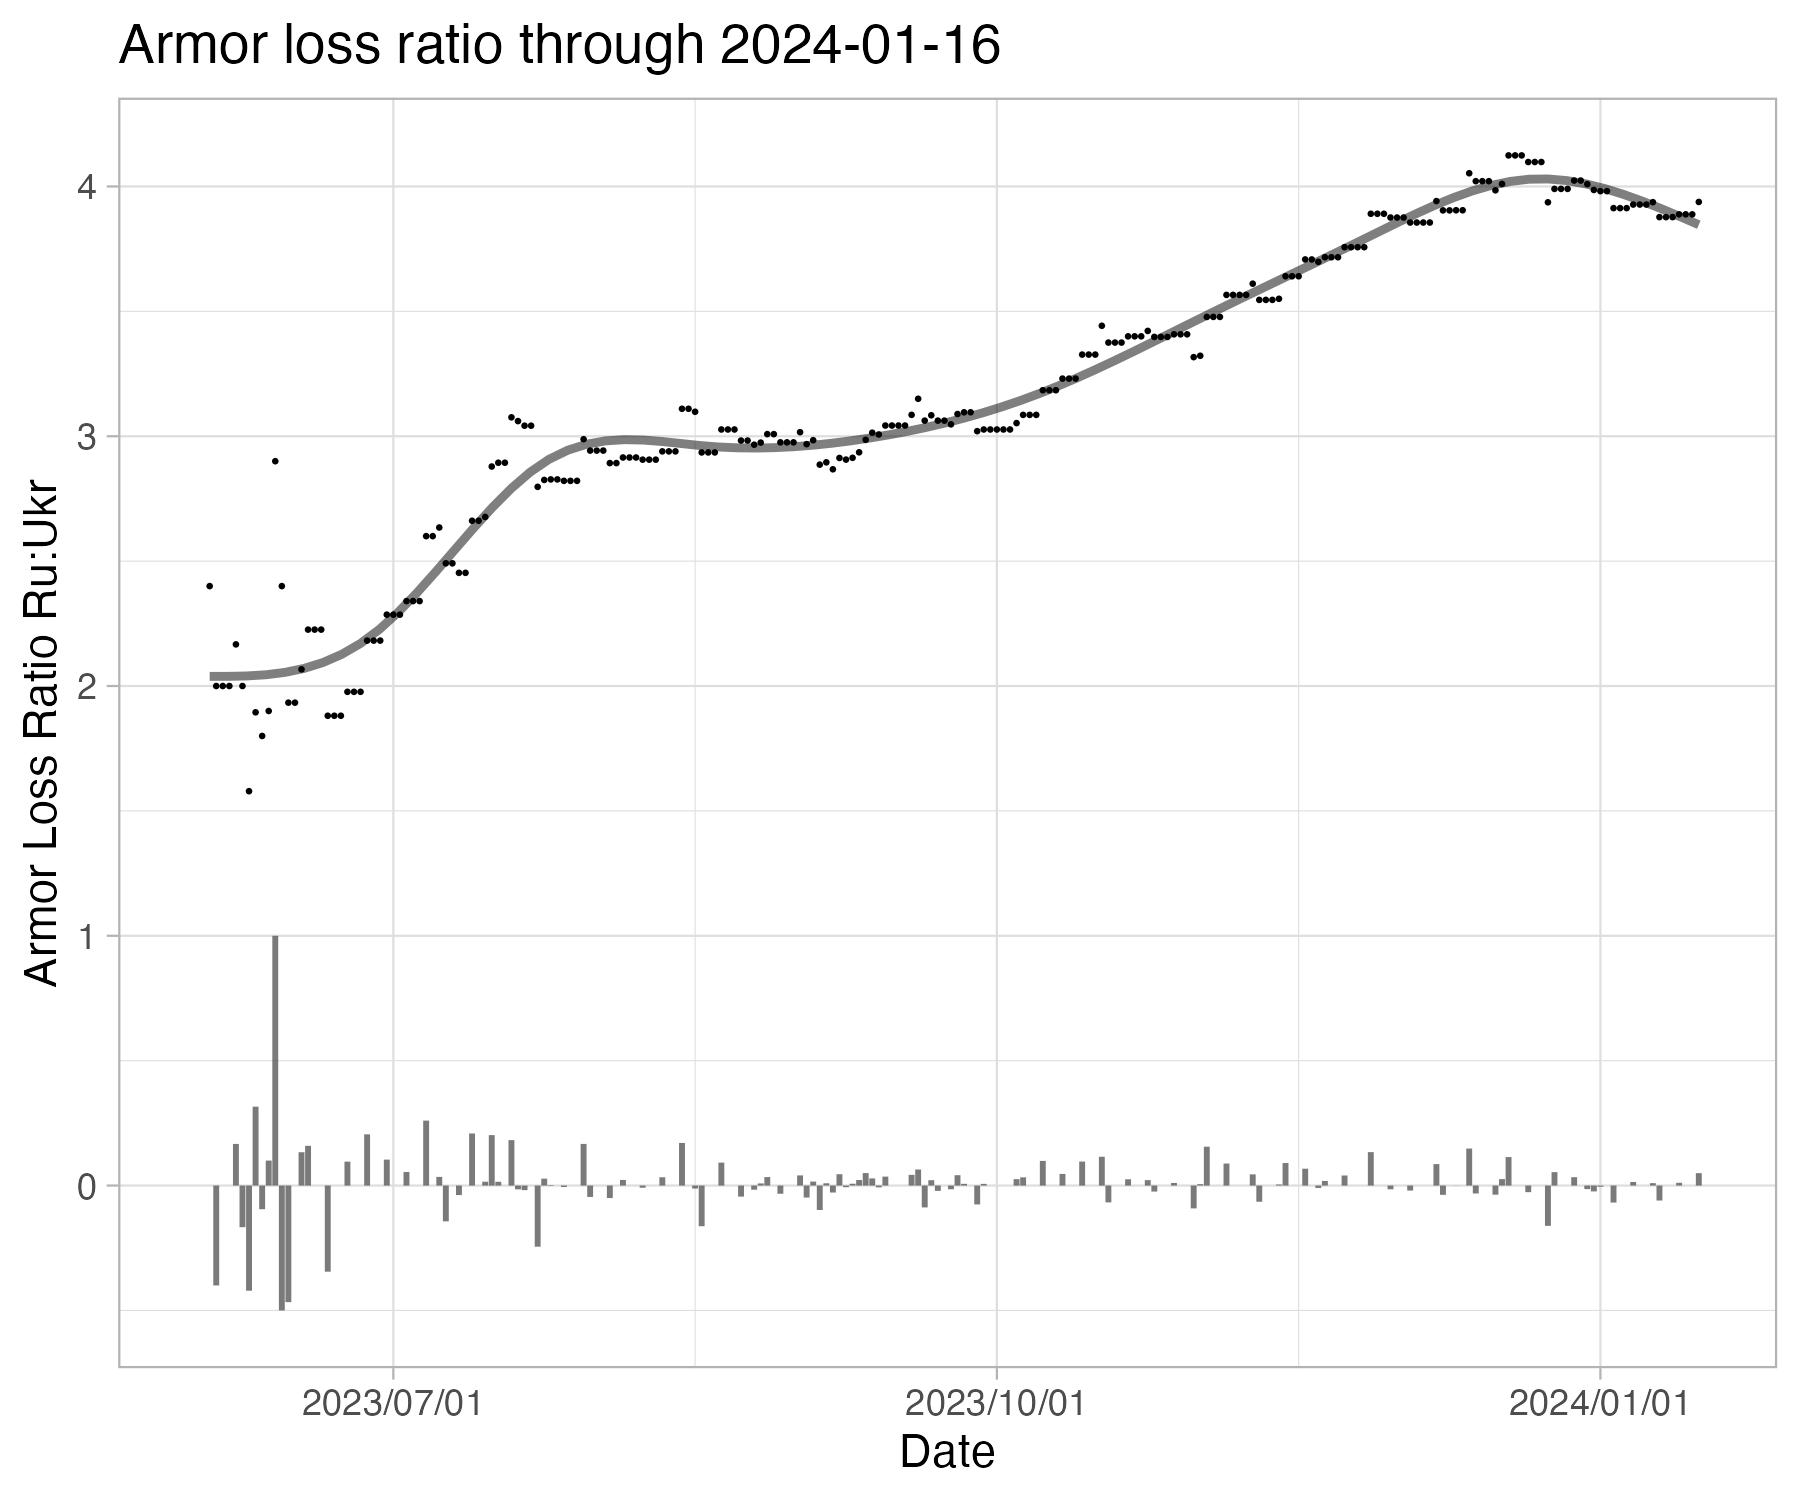 Armor loss ratio through 2024-01-16
Armor Loss Ratio Ru:Ukr
4
3
2
1
0
2023/07/01
2023/10/01
2024/01/01
Date